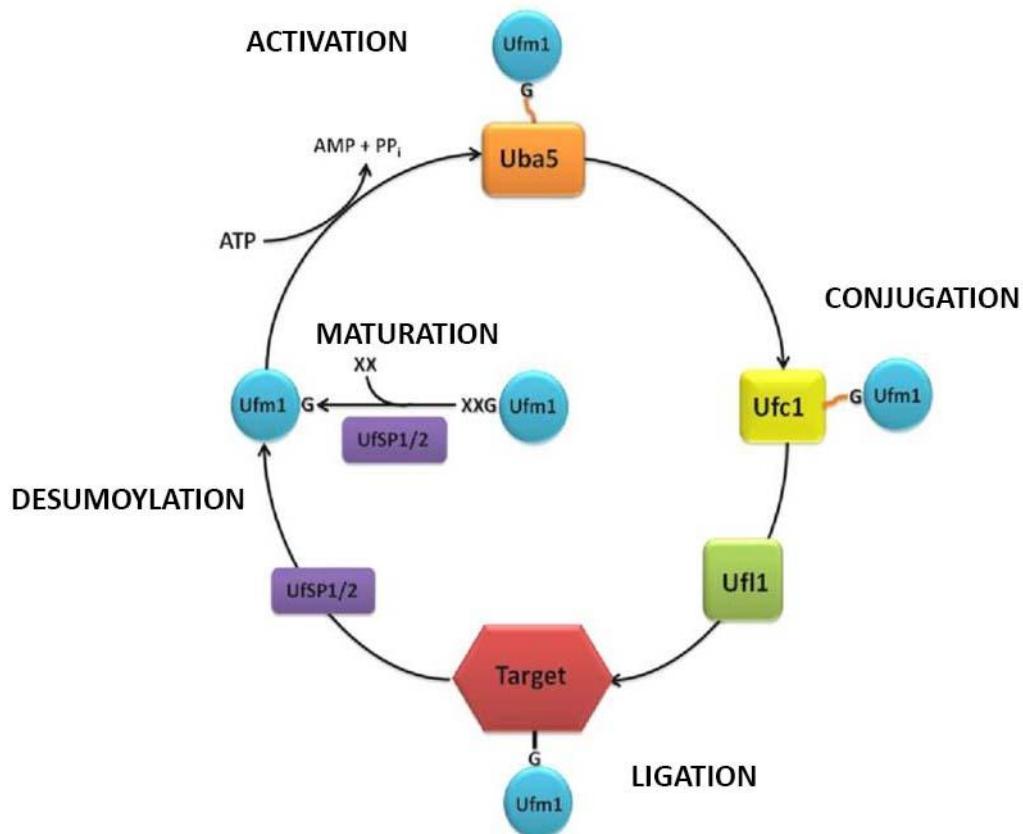 ACTIVATION
Ufm1
G
Uba5
AMP + PPi
ATP
CONJUGATION
MATURATION
XX
Ufm1 G
XXG Ufm1
UfSP1/2
Ufc1
G Ufm1
DESUMOYLATION
UfSP1/2
Ufl1
Target
G
Ufm1
LIGATION